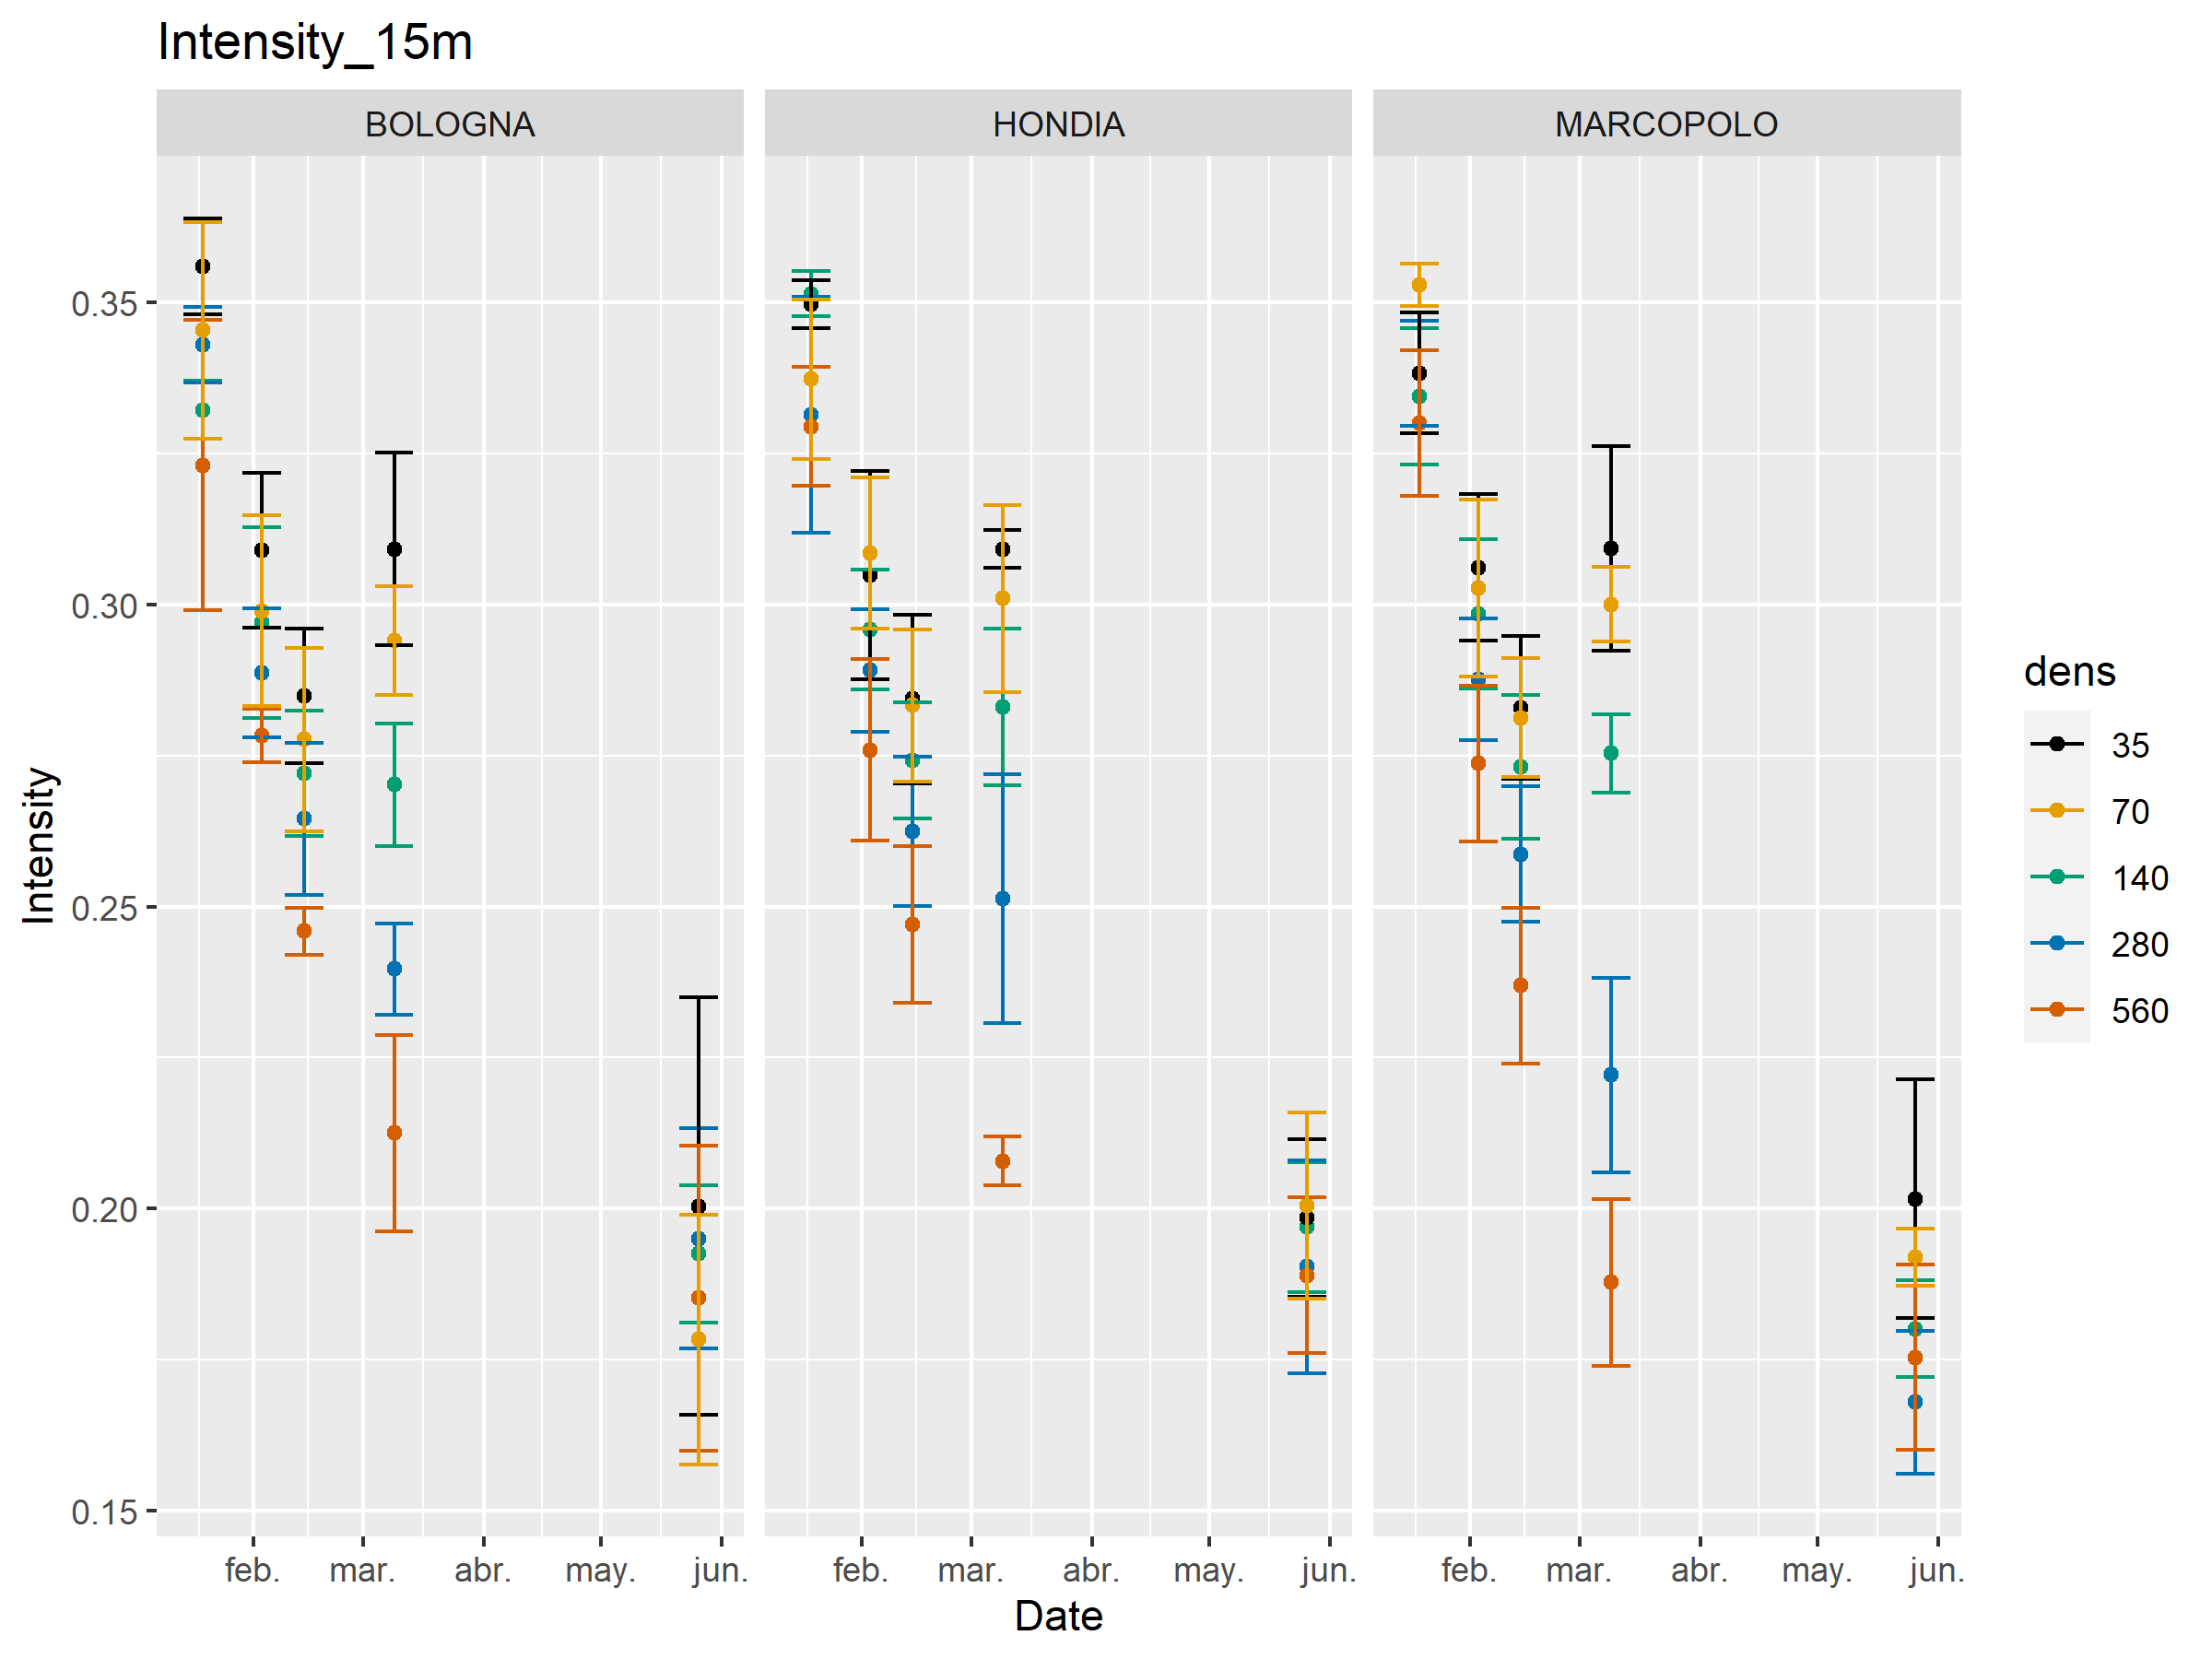 Intensity_15m
BOLOGNA HONDIA MARCOPOLO
0.35
0.30
0.25
0.20
0.15
Intensity
feb. mar. abr. may. jun. feb. mar. abr. may. jun. feb. mar. abr. may. jun.
Date
dens
35
70
140
280
560